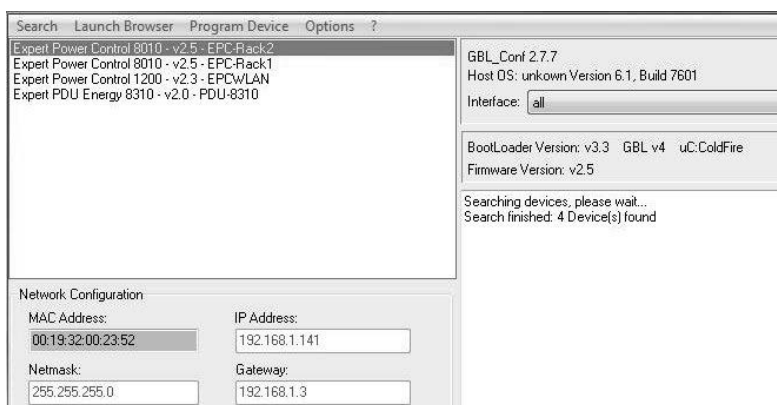 Search Launch Browser Program Device Options ?
Expert Power Control 8010 - v2.5 - EPC-Rack2
Expert Power Control 8010 - v2.5 - EPC-Rack1
Expert Power Control 1200 - v2.3 - EPCWLAN
Expert PDU Energy 8310 - v2.0 - PDU-8310
GBL_Conf 2.7.7
Host OS: unkown Version 6.1, Build 7601
Interface: all
BootLoader Version: v3.3 GBL v4 uC:ColdFire
Firmware Version: v2.5
Searching devices, please wait...
Search finished: 4 Device(s) found
Network Configuration
MAC Address: IP Address:
00:19:32:00:23:52 192.168.1.141
Netmask: Gateway:
255.255.255.0 192.168.1.3